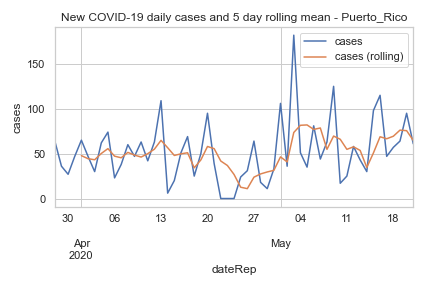 New COVID-19 daily cases and 5 day rolling mean - Puerto_Rico
cases
cases (rolling)
150
100
50
0
cases
30
06
13
20
27
04
11
18
Apr
2020
May
dateRep